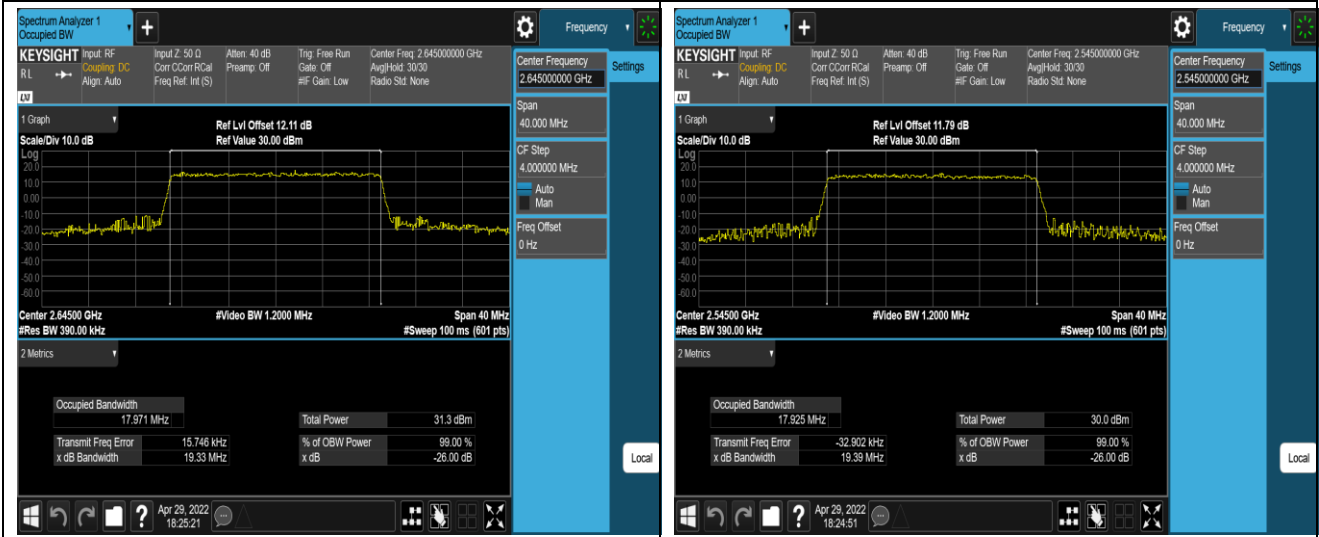 Spectrum Analyzer 1
Occupied BW
+
Frequency
KEYSIGHT Input: RF Input Z: 50 Ω Atten: 40 dB Trig: Free Run Center Freq: 2.645000000 GHz
RL Coupling: DC Corr CCorr RCal Preamp: Off Gate: Off Avg|Hold: 30/30
Align: Auto Freq Ref: Int (S) #IF Gain: Low Radio Std: None
LXI
Center Frequency
2.645000000 GHz
Settings
Span
40.000 MHz
CF Step
4.000000 MHz
Auto
Man
Freq Offset
0 Hz
1 Graph
Ref Lvl Offset 12.11 dB
Scale/Div 10.0 dB Ref Value 30.00 dBm
Log
20.0
10.0
0.00
-10.0
-20.0
-30.0
-40.0
-50.0
-60.0
Center 2.64500 GHz #Video BW 1.2000 MHz Span 40 MHz
#Res BW 390.00 kHz #Sweep 100 ms (601 pts)
2 Metrics
Occupied Bandwidth
17.971 MHz Total Power 31.3 dBm
Transmit Freq Error 15.746 kHz % of OBW Power 99.00 %
x dB Bandwidth 19.33 MHz x dB -26.00 dB
Local
? Apr 29, 2022
18:25:21
Spectrum Analyzer 1
Occupied BW
+
Frequency
KEYSIGHT Input: RF Input Z: 50 Ω Atten: 40 dB Trig: Free Run Center Freq: 2.545000000 GHz
RL Coupling: DC Corr CCorr RCal Preamp: Off Gate: Off Avg|Hold: 30/30
Align: Auto Freq Ref: Int (S) #IF Gain: Low Radio Std: None
LXI
Center Frequency
2.545000000 GHz
Settings
Span
40.000 MHz
CF Step
4.000000 MHz
Auto
Man
Freq Offset
0 Hz
1 Graph
Ref Lvl Offset 11.79 dB
Scale/Div 10.0 dB Ref Value 30.00 dBm
Log
20.0
10.0
0.00
-10.0
-20.0
-30.0
-40.0
-50.0
-60.0
Center 2.54500 GHz #Video BW 1.2000 MHz Span 40 MHz
#Res BW 390.00 kHz #Sweep 100 ms (601 pts)
2 Metrics
Occupied Bandwidth
17.925 MHz Total Power 30.0 dBm
Transmit Freq Error -32.902 kHz % of OBW Power 99.00 %
x dB Bandwidth 19.39 MHz x dB -26.00 dB
Local
? Apr 29, 2022
18:24:51